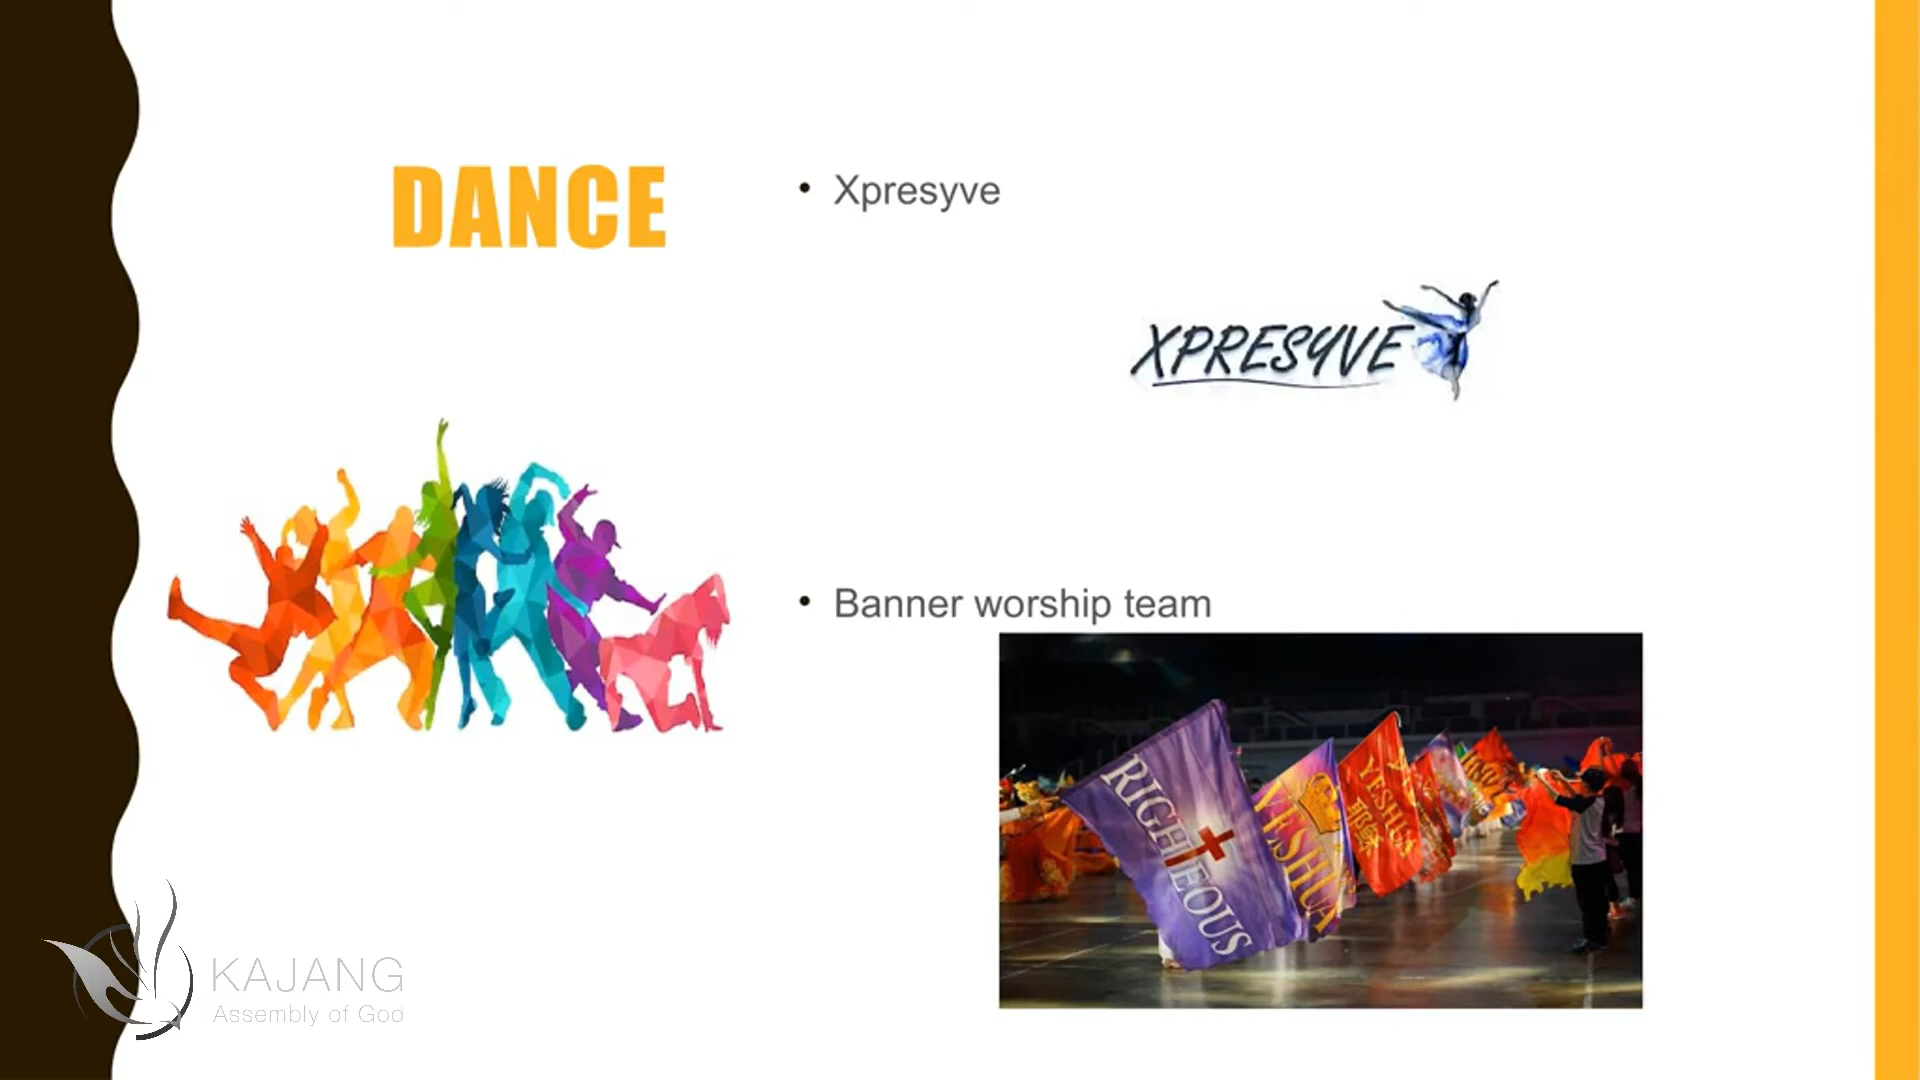 DANCE
• Xpresyve
XPRESYVE
• Banner worship team
RIGHTEOUS
YESHUA
YESHUA
KAJANG
Assembly of God